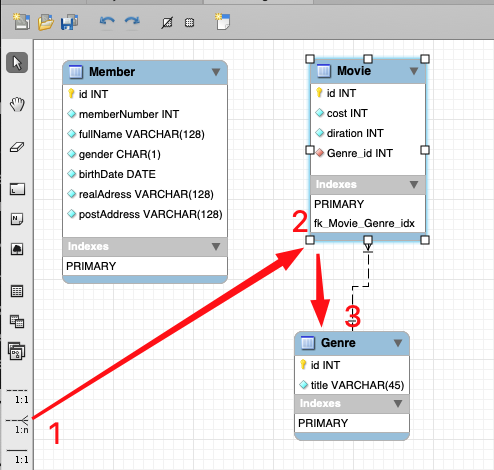 Member
id INT
memberNumber INT
fullName VARCHAR(128)
gender CHAR(1)
birthDate DATE
realAdress VARCHAR(128)
postAddress VARCHAR(128)
Indexes
PRIMARY
Movie
id INT
cost INT
diration INT
Genre_id INT
Indexes
PRIMARY
fk_Movie_Genre_idx
2
3
Genre
id INT
title VARCHAR(45)
Indexes
PRIMARY
1:1
1:n
1
1:1